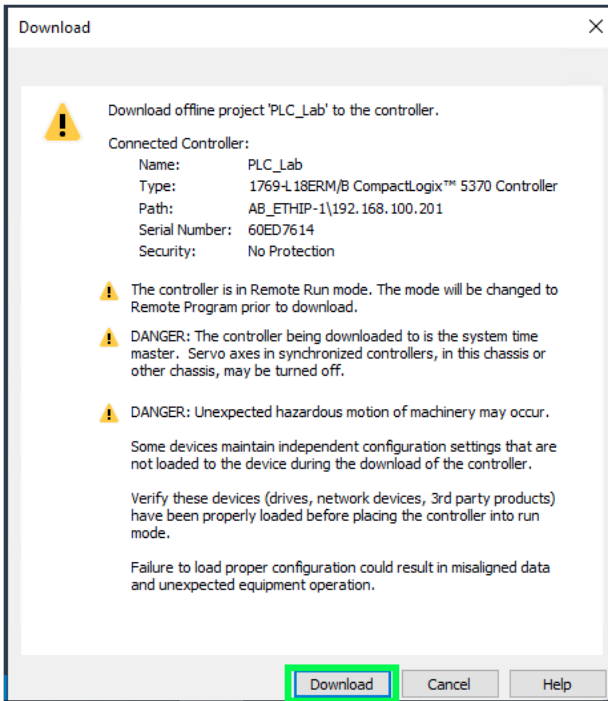 Download
Download offline project 'PLC_Lab' to the controller.
Connected Controller:
Name: PLC_Lab
Type: 1769-L18ERM/B CompactLogix™ 5370 Controller
Path: AB_ETHIP-1\192.168.100.201
Serial Number: 60ED7614
Security: No Protection
The controller is in Remote Run mode. The mode will be changed to
Remote Program prior to download.
DANGER: The controller being downloaded to is the system time
master. Servo axes in synchronized controllers, in this chassis or
other chassis, may be turned off.
DANGER: Unexpected hazardous motion of machinery may occur.
Some devices maintain independent configuration settings that are
not loaded to the device during the download of the controller.
Verify these devices (drives, network devices, 3rd party products)
have been properly loaded before placing the controller into run
mode.
Failure to load proper configuration could result in misaligned data
and unexpected equipment operation.
Download Cancel Help